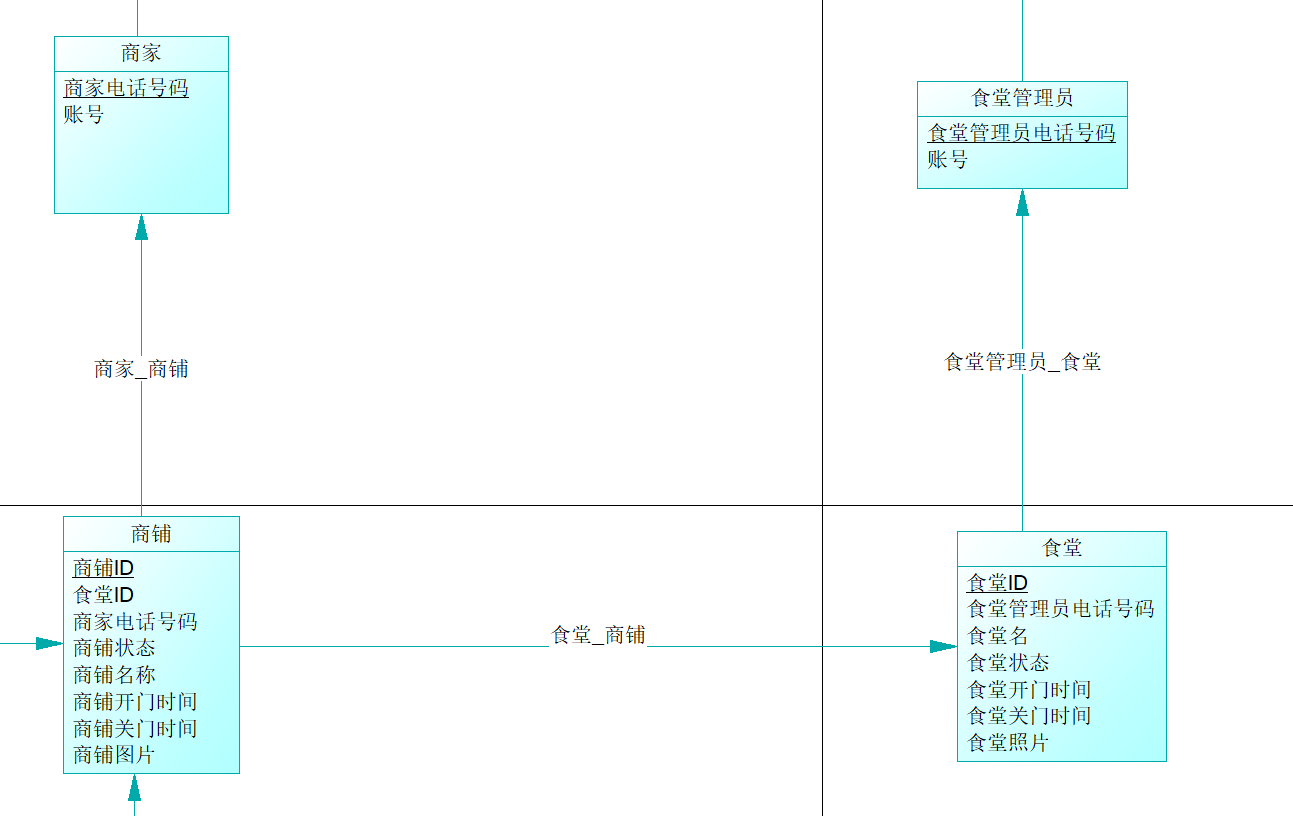 商家
商家电话号码
账号
食堂管理员
食堂管理员电话号码
账号
商家_商铺
食堂管理员_食堂
商铺
商铺ID
食堂ID
商家电话号码
商铺状态
商铺名称
商铺开门时间
商铺关门时间
商铺图片
食堂_商铺
食堂
食堂ID
食堂管理员电话号码
食堂名
食堂状态
食堂开门时间
食堂关门时间
食堂照片